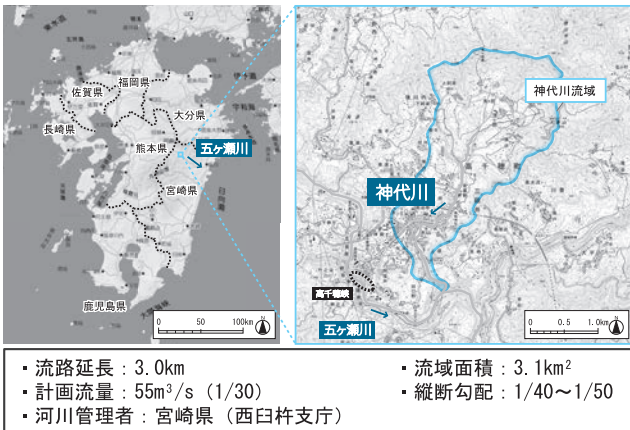 福岡県
佐賀県
大分県
長崎県
熊本県
五ヶ瀬川
宮崎県
鹿児島県
0 50 100km
N
神代川流域
神代川
高千穂峡
五ヶ瀬川
0 0.5 1.0km
N
・流路延長：3.0km
・流域面積：3.1km²
・計画流量：55m³/s（1/30）
・縦断勾配：1/40～1/50
・河川管理者：宮崎県（西臼杵支庁）